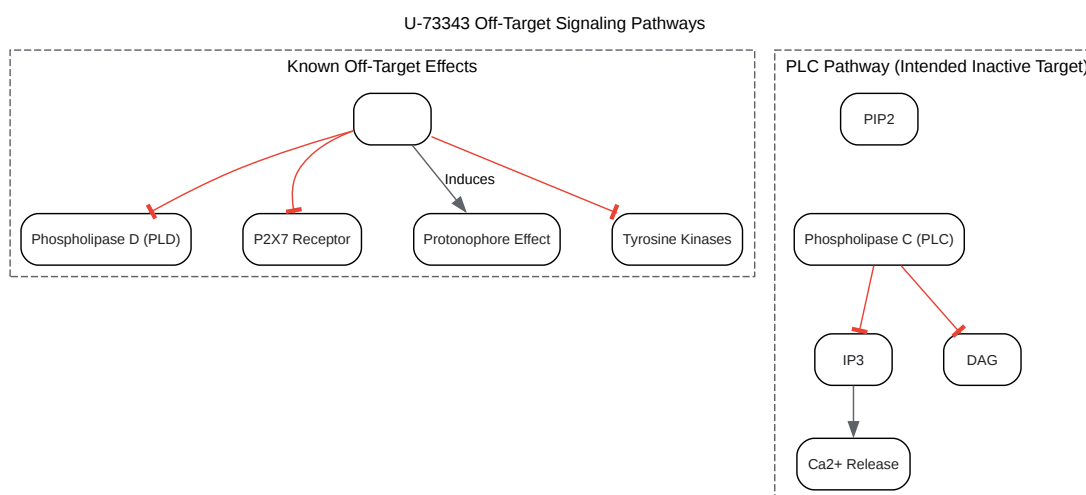 U-73343 Off-Target Signaling Pathways
Known Off-Target Effects
Induces
Phospholipase D (PLD)
P2X7 Receptor
Protonophore Effect
Tyrosine Kinases
PLC Pathway (Intended Inactive Target)
PIP2
Phospholipase C (PLC)
IP3
DAG
Ca2+ Release